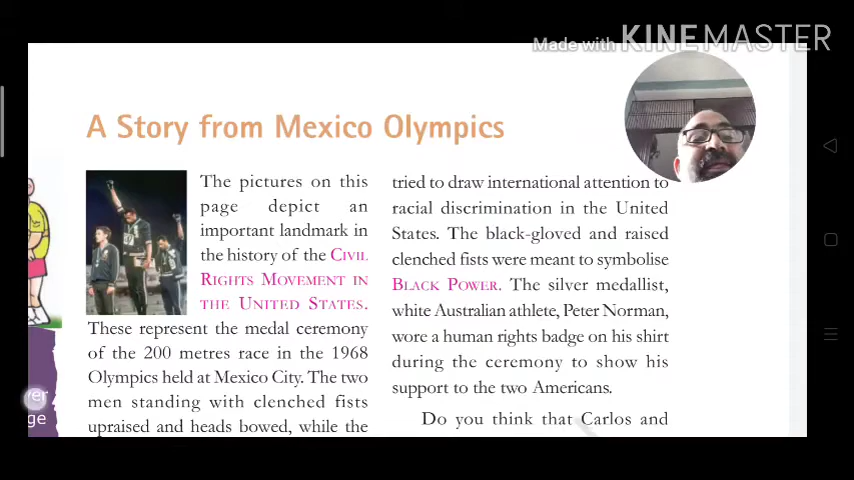 Made with KINEMASTER
A Story from Mexico Olympics
The pictures on this
page depict an
important landmark in
the history of the CIVIL
RIGHTS MOVEMENT IN
THE UNITED STATES.
These represent the medal ceremony
of the 200 metres race in the 1968
Olympics held at Mexico City. The two
men standing with clenched fists
upraised and heads bowed, while the
tried to draw international attention to
racial discrimination in the United
States. The black-gloved and raised
clenched fists were meant to symbolise
BLACK POWER. The silver medallist,
white Australian athlete, Peter Norman,
wore a human rights badge on his shirt
during the ceremony to show his
support to the two Americans.
Do you think that Carlos and
ver
ge